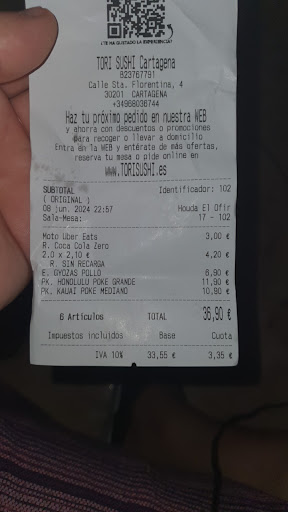 ¿TE HA GUSTADO LA EXPERIENCIA?
TORI SUSHI Cartagena
B23767791
Calle Sta. Florentina, 4
30201 CARTAGENA
+34968036744
Haz tu próximo pedido en nuestra WEB
y ahorra con descuentos o promociones
para recoger o llevar a domicilio
Entra en la WEB y entérate de más ofertas,
reserva tu mesa o pide online en
www.TORISUSHI.es
SUBTOTAL Identificador: 102
( ORIGINAL )
08 jun. 2024 22:57 Houda El Ofir
Sala-Mesa: 17 - 102
Moto Uber Eats 3,00 €
R. Coca Cola Zero
2.0 x 2,10 € 4,20 €
R. SIN RECARGA
E. GYOZAS POLLO 6,90 €
PK. HONOLULU POKE GRANDE 11,90 €
PK. KAUAI POKE MEDIANO 10,90 €
6 Artículos TOTAL 36,90 €
Impuestos incluidos Base Cuota
IVA 10% 33,55 € 3,35 €